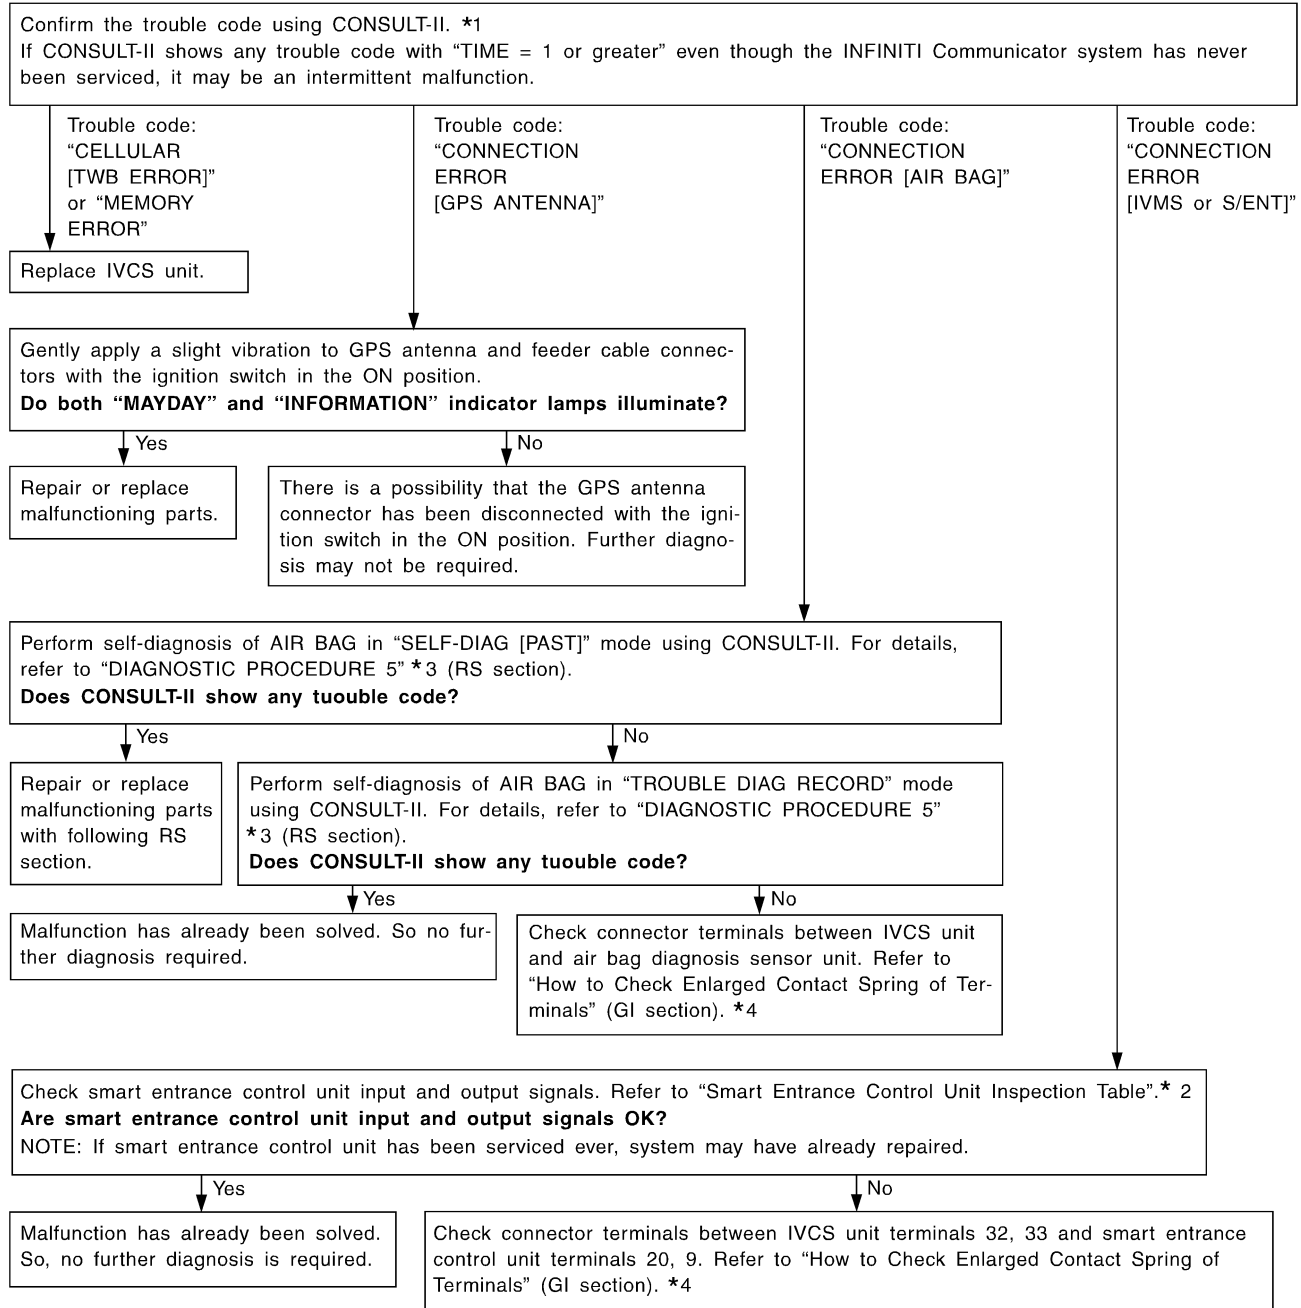 Confirm the trouble code using CONSULT-II. *1
If CONSULT-II shows any trouble code with “TIME = 1 or greater” even though the INFINITI Communicator system has never
been serviced, it may be an intermittent malfunction.
Trouble code:
“CELLULAR
[TWB ERROR]”
or “MEMORY
ERROR”
Trouble code:
“CONNECTION
ERROR
[GPS ANTENNA]”
Trouble code:
“CONNECTION
ERROR [AIR BAG]”
Trouble code:
“CONNECTION
ERROR
[IVMS or S/ENT]”
Replace IVCS unit.
Gently apply a slight vibration to GPS antenna and feeder cable connec-
tors with the ignition switch in the ON position.
Do both “MAYDAY” and “INFORMATION” indicator lamps illuminate?
Yes
No
Repair or replace
malfunctioning parts.
There is a possibility that the GPS antenna
connector has been disconnected with the igni-
tion switch in the ON position. Further diagno-
sis may not be required.
Perform self-diagnosis of AIR BAG in “SELF-DIAG [PAST]” mode using CONSULT-II. For details,
refer to “DIAGNOSTIC PROCEDURE 5” *3 (RS section).
Does CONSULT-II show any tuouble code?
Yes
No
Repair or replace
malfunctioning parts
with following RS
section.
Perform self-diagnosis of AIR BAG in “TROUBLE DIAG RECORD” mode
using CONSULT-II. For details, refer to “DIAGNOSTIC PROCEDURE 5”
*3 (RS section).
Does CONSULT-II show any tuouble code?
Yes
No
Malfunction has already been solved. So no fur-
ther diagnosis required.
Check connector terminals between IVCS unit
and air bag diagnosis sensor unit. Refer to
“How to Check Enlarged Contact Spring of Ter-
minals” (GI section). *4
Check smart entrance control unit input and output signals. Refer to “Smart Entrance Control Unit Inspection Table”.* 2
Are smart entrance control unit input and output signals OK?
NOTE: If smart entrance control unit has been serviced ever, system may have already repaired.
Yes
No
Malfunction has already been solved.
So, no further diagnosis is required.
Check connector terminals between IVCS unit terminals 32, 33 and smart entrance
control unit terminals 20, 9. Refer to “How to Check Enlarged Contact Spring of
Terminals” (GI section). *4